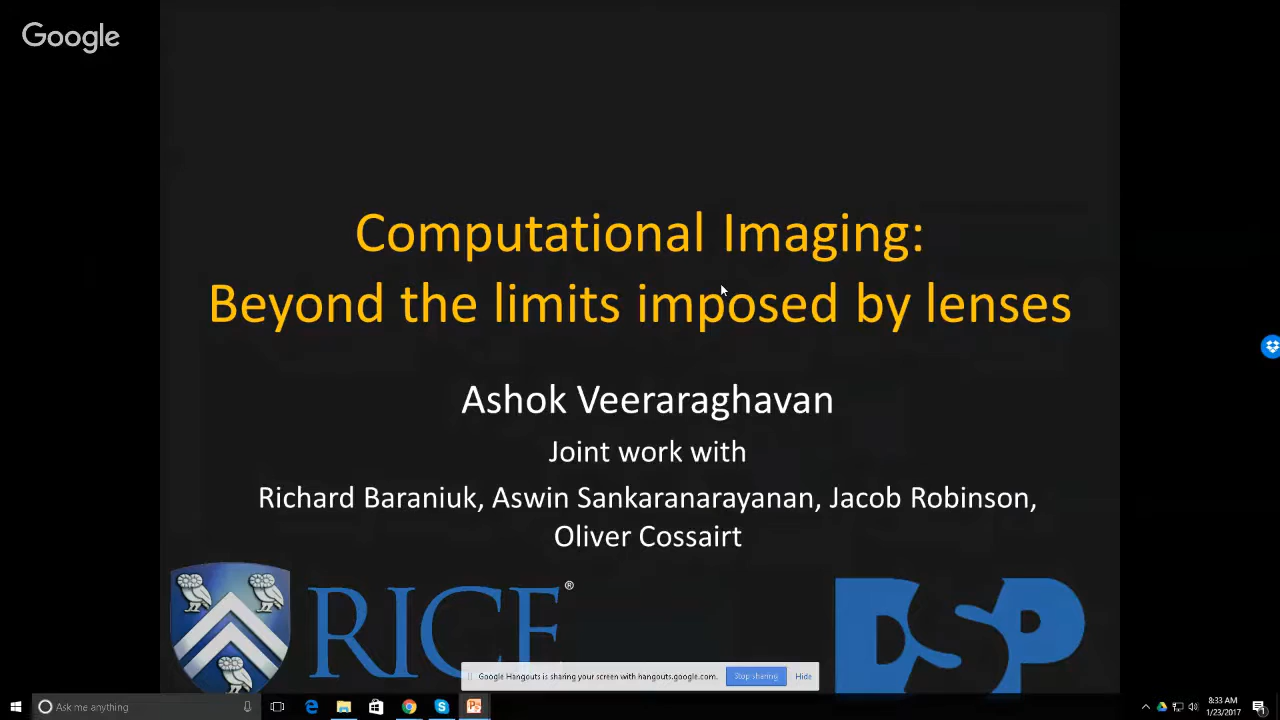 Google
Computational Imaging:
Beyond the limits imposed by lenses
Ashok Veeraraghavan
Joint work with
Richard Baraniuk, Aswin Sankaranarayanan, Jacob Robinson,
Oliver Cossairt
RICE®
DSP
Google Hangouts is sharing your screen with hangouts.google.com.
Stop sharing
Hide
Ask me anything
8:33 AM
1/23/2017